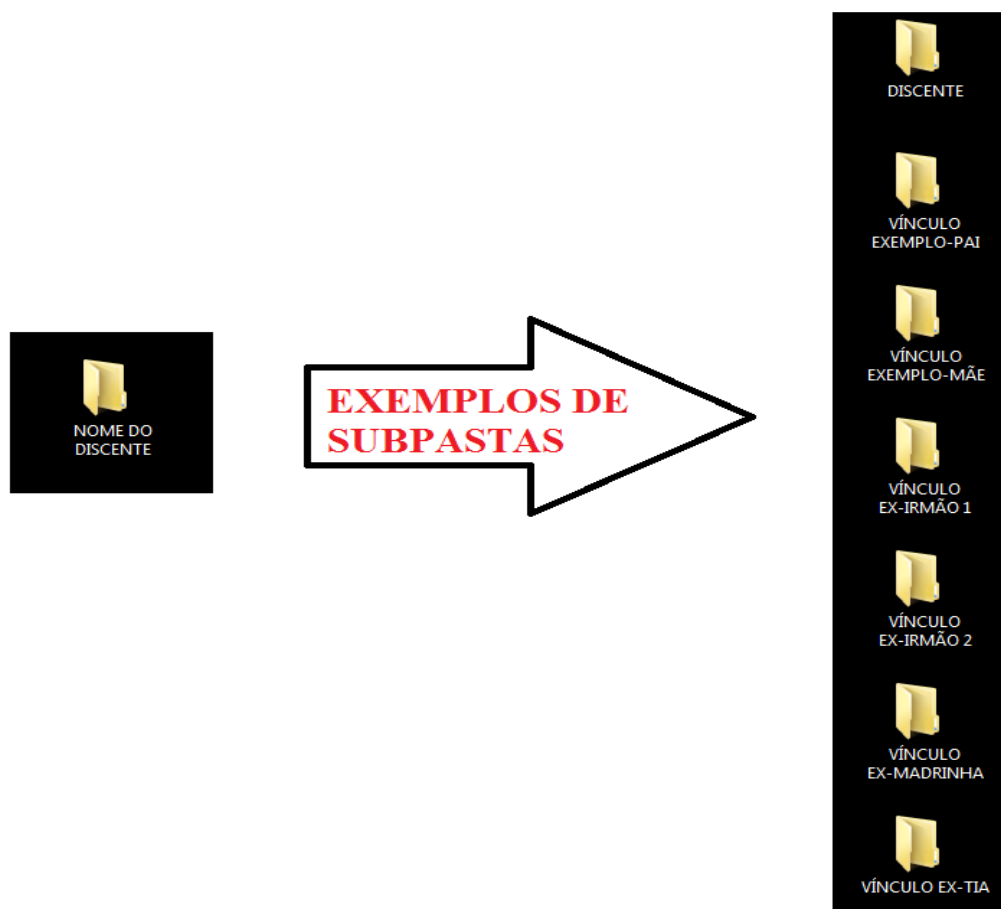 NOME DO
DISCENTE
EXEMPLOS DE
SUBPASTAS
DISCENTE
VÍNCULO
EXEMPLO-PAI
VÍNCULO
EXEMPLO-MÃE
VÍNCULO
EX-IRMÃO 1
VÍNCULO
EX-IRMÃO 2
VÍNCULO
EX-MADRINHA
VÍNCULO EX-TIA